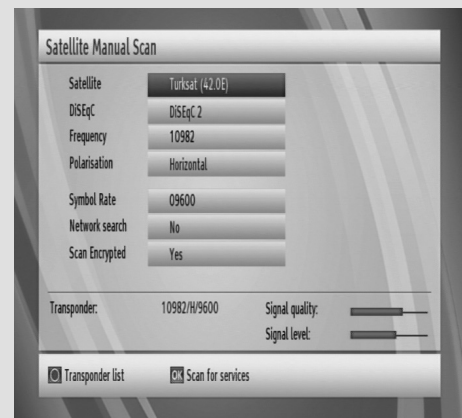 Satellite Manual Scan
Satellite Turksat (42.0E)
DiSEqC DiSEqC 2
Frequency 10982
Polarisation Horizontal
Symbol Rate 09600
Network search No
Scan Encrypted Yes
Transponder: 10982/H/9600 Signal quality:
Signal level:
Transponder list OK Scan for services